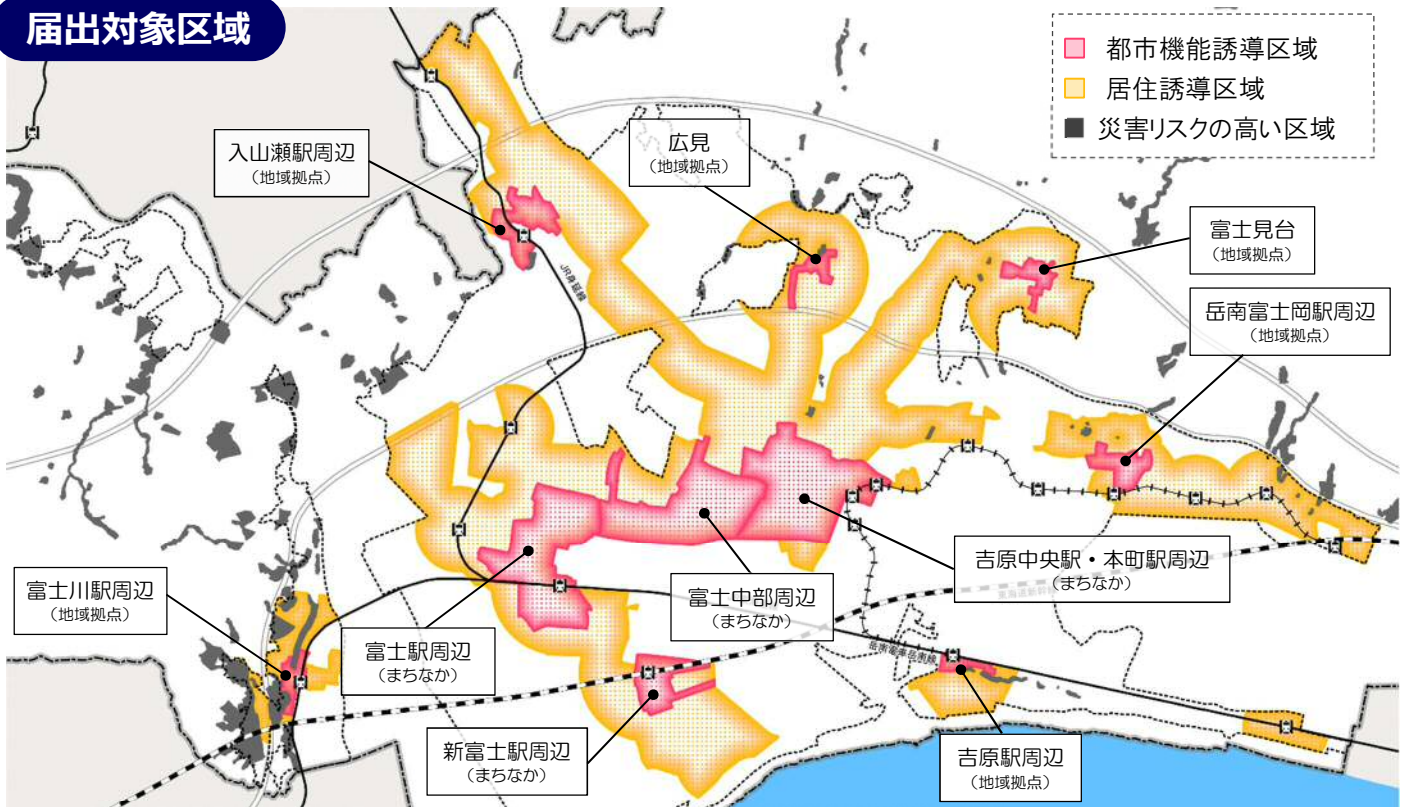 届出対象区域
都市機能誘導区域
居住誘導区域
災害リスクの高い区域
入山瀬駅周辺
(地域拠点)
広見
(地域拠点)
富士見台
(地域拠点)
岳南富士岡駅周辺
(地域拠点)
JR身延線
吉原中央駅・本町駅周辺
(まちなか)
富士中部周辺
(まちなか)
東海道新幹線
富士川駅周辺
(地域拠点)
富士駅周辺
(まちなか)
岳南電車岳南線
新富士駅周辺
(まちなか)
吉原駅周辺
(地域拠点)